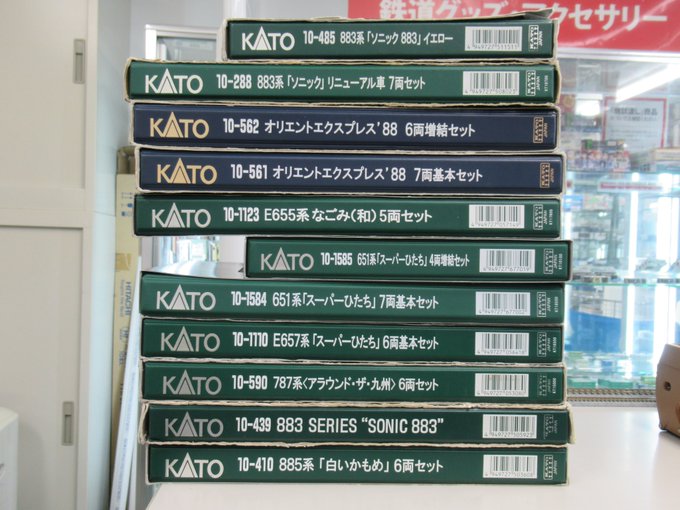 鉄道グッズ・アクセサリー
KATO 10-485 883系「ソニック 883」イエロー
KATO 10-288 883系「ソニック」リニューアル車 7両セット
KATO 10-562 オリエントエクスプレス'88 6両増結セット
KATO 10-561 オリエントエクスプレス'88 7両基本セット
KATO 10-1123 E655系 なごみ(和) 5両セット
KATO 10-1585 651系「スーパーひたち」4両増結セット
KATO 10-1584 651系「スーパーひたち」7両基本セット
KATO 10-1110 E657系「スーパーひたち」6両基本セット
KATO 10-590 787系〈アラウンド・ザ・九州〉6両セット
KATO 10-439 883 SERIES “SONIC 883”
KATO 10-410 885系「白いかもめ」6両セット
HITACHI